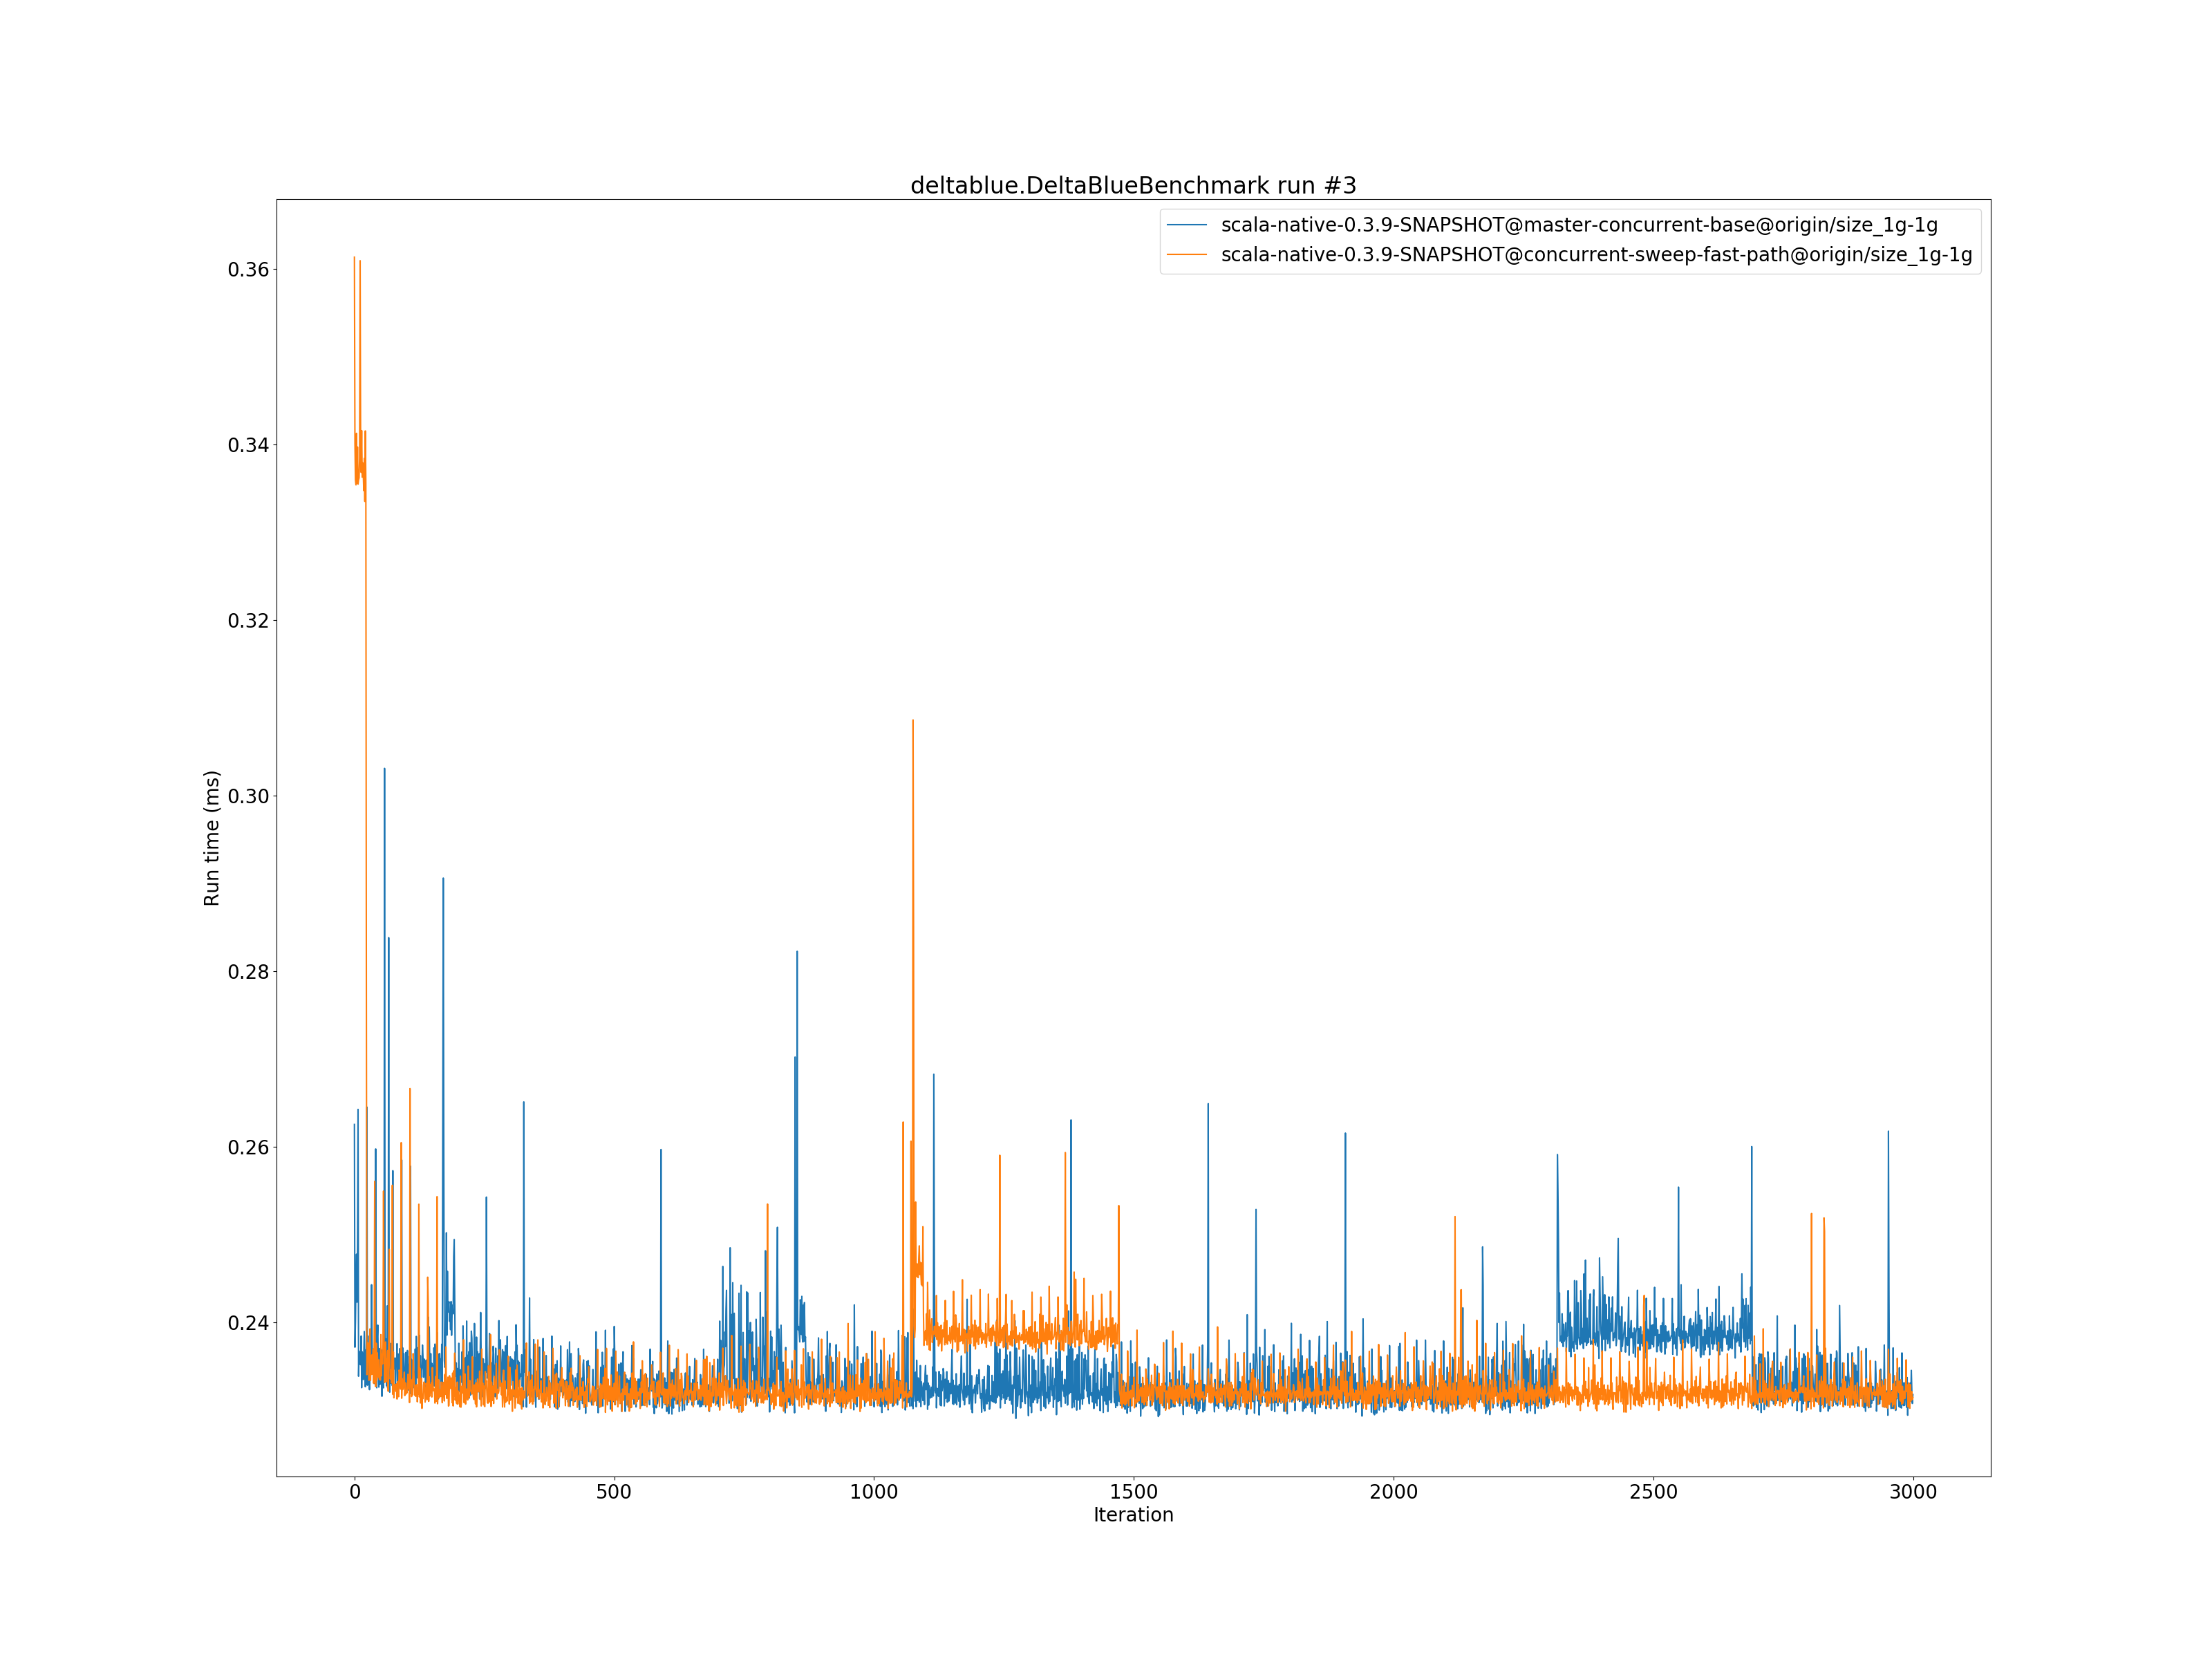 deltablue.DeltaBlueBenchmark run #3
scala-native-0.3.9-SNAPSHOT@master-concurrent-base@origin/size_1g-1g
scala-native-0.3.9-SNAPSHOT@concurrent-sweep-fast-path@origin/size_1g-1g
0.36
0.34
0.32
0.30
0.28
0.26
0.24
Run time (ms)
0 500 1000 1500 2000 2500 3000
Iteration